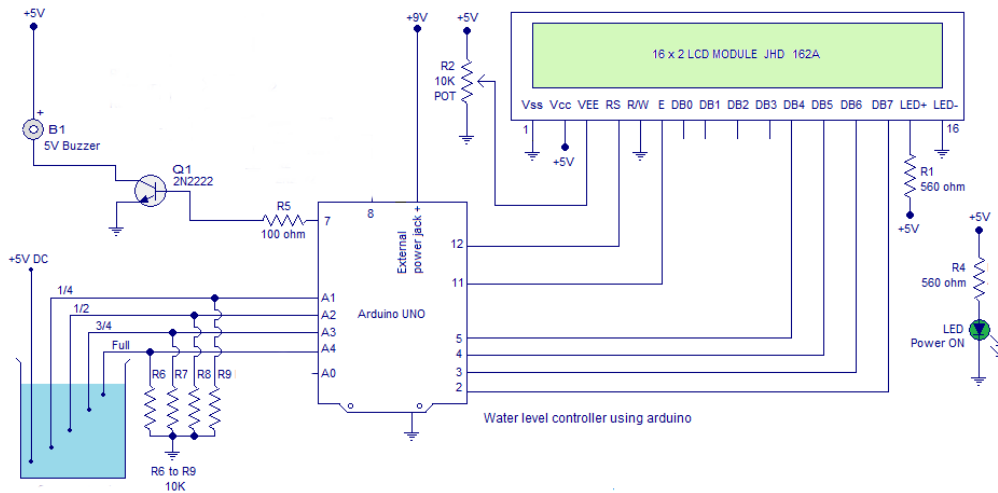 +5V
+9V
+5V
16 x 2 LCD MODULE JHD 162A
R2
10K
POT
Vss Vcc VEE RS R/W E DB0 DB1 DB2 DB3 DB4 DB5 DB6 DB7 LED+ LED-
1
16
+5V
+
B1
5V Buzzer
Q1
2N2222
R1
560 ohm
+5V
R5
100 ohm
7
8
External
power jack +
12
11
+5V
R4
560 ohm
LED
Power ON
+5V DC
1/4
1/2
3/4
Full
A1
A2
A3
A4
A0
Arduino UNO
5
4
3
2
R6 R7 R8 R9
R6 to R9
10K
Water level controller using arduino